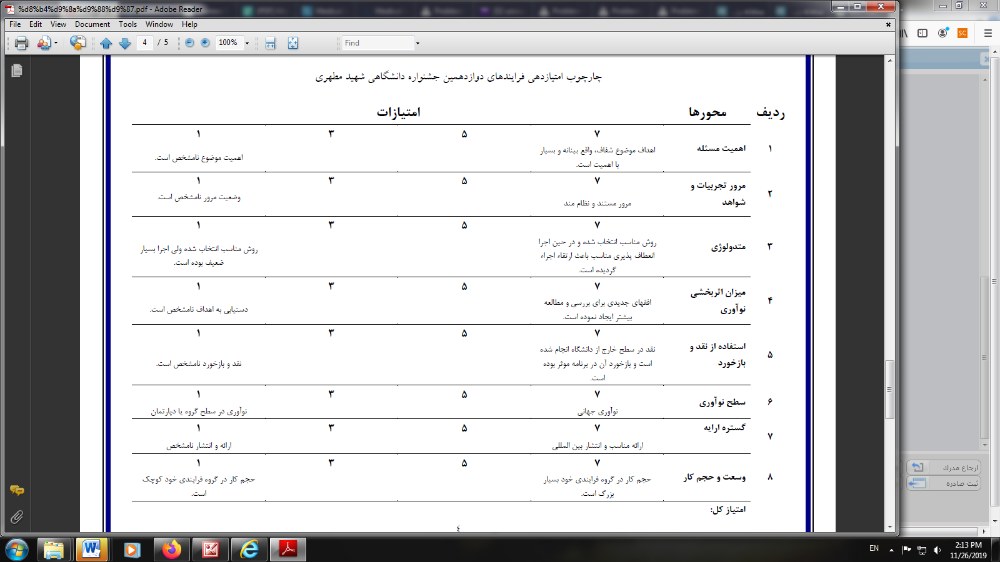 %d8%b4%d9%8a%d9%88%d9%87.pdf - Adobe Reader
File Edit View Document Tools Window Help
4 / 5 100% Find
SC
چارچوب امتیازدهی فرایندهای دوازدهمین جشنواره دانشگاهی شهید مطهری
ردیف محورها امتیازات
۷ ۵ ۳ ۱
۱ اهمیت مسئله
اهداف موضوع شفاف، واقع بینانه و بسیار
با اهمیت است.
اهمیت موضوع نامشخص است.
۷ ۵ ۳ ۱
۲ مرور تجربیات و
شواهد
مرور مستند و نظام مند
وضعیت مرور نامشخص است.
۷ ۵ ۳ ۱
۳ متدولوژی
روش مناسب انتخاب شده و در حین اجرا
انعطاف پذیری مناسب باعث ارتقاء اجراء
گردیده است.
روش مناسب انتخاب شده ولی اجرا بسیار
ضعیف بوده است.
۷ ۵ ۳ ۱
۴ میزان اثربخشی
نوآوری
افقهای جدیدی برای بررسی و مطالعه
بیشتر ایجاد نموده است.
دستیابی به اهداف نامشخص است.
۷ ۵ ۳ ۱
۵ استفاده از نقد و
بازخورد
نقد در سطح خارج از دانشگاه انجام شده
است و بازخورد آن در برنامه موثر بوده
است.
نقد و بازخورد نامشخص است.
۷ ۵ ۳ ۱
۶ سطح نوآوری
نوآوری جهانی
نوآوری در سطح گروه یا دپارتمان
۷ ۵ ۳ ۱
۷ گستره ارایه
ارائه مناسب و انتشار بین المللی
ارائه و انتشار نامشخص
۷ ۵ ۳ ۱
۸ وسعت و حجم کار
حجم کار در گروه فرایندی خود بسیار
بزرگ است.
حجم کار در گروه فرایندی خود کوچک
است.
امتیاز کل:
٤
ارجاع مدرک
ثبت صادره
EN
2:13 PM
11/26/2019